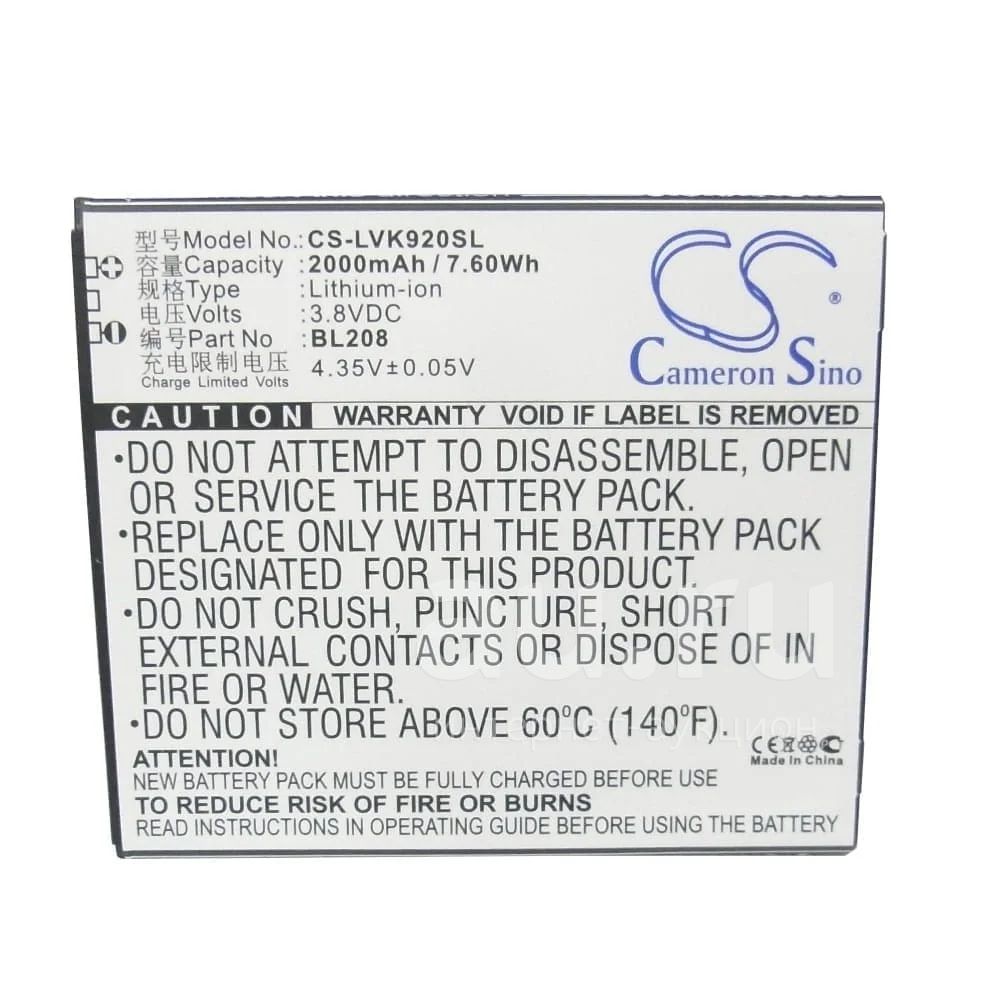 型号Model No.: CS-LVK920SL
容量Capacity : 2000mAh / 7.60Wh
规格Type : Lithium-ion
电压Volts : 3.8VDC
编号Part No. : BL208
充电限制电压 : 4.35V±0.05V
Charge Limited Volts
CS
®
Cameron Sino
CAUTION WARRANTY VOID IF LABEL IS REMOVED
•DO NOT ATTEMPT TO DISASSEMBLE, OPEN
OR SERVICE THE BATTERY PACK.
•REPLACE ONLY WITH THE BATTERY PACK
DESIGNATED FOR THIS PRODUCT.
•DO NOT CRUSH, PUNCTURE, SHORT
EXTERNAL CONTACTS OR DISPOSE OF IN
FIRE OR WATER.
•DO NOT STORE ABOVE 60⁰C (140⁰F).
au.ru
интернет-аукцион
CE
Made In China
ATTENTION!
NEW BATTERY PACK MUST BE FULLY CHARGED BEFORE USE
TO REDUCE RISK OF FIRE OR BURNS
READ INSTRUCTIONS IN OPERATING GUIDE BEFORE USING THE BATTERY